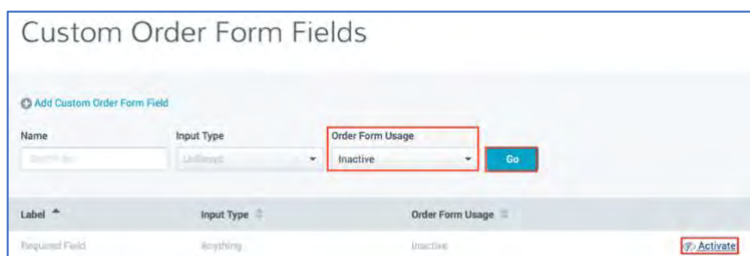 Custom Order Form Fields
Add Custom Order Form Field
Name Input Type Order Form Usage
Unfiltered Inactive Go
Label Input Type Order Form Usage
Required Field Anything Inactive Activate